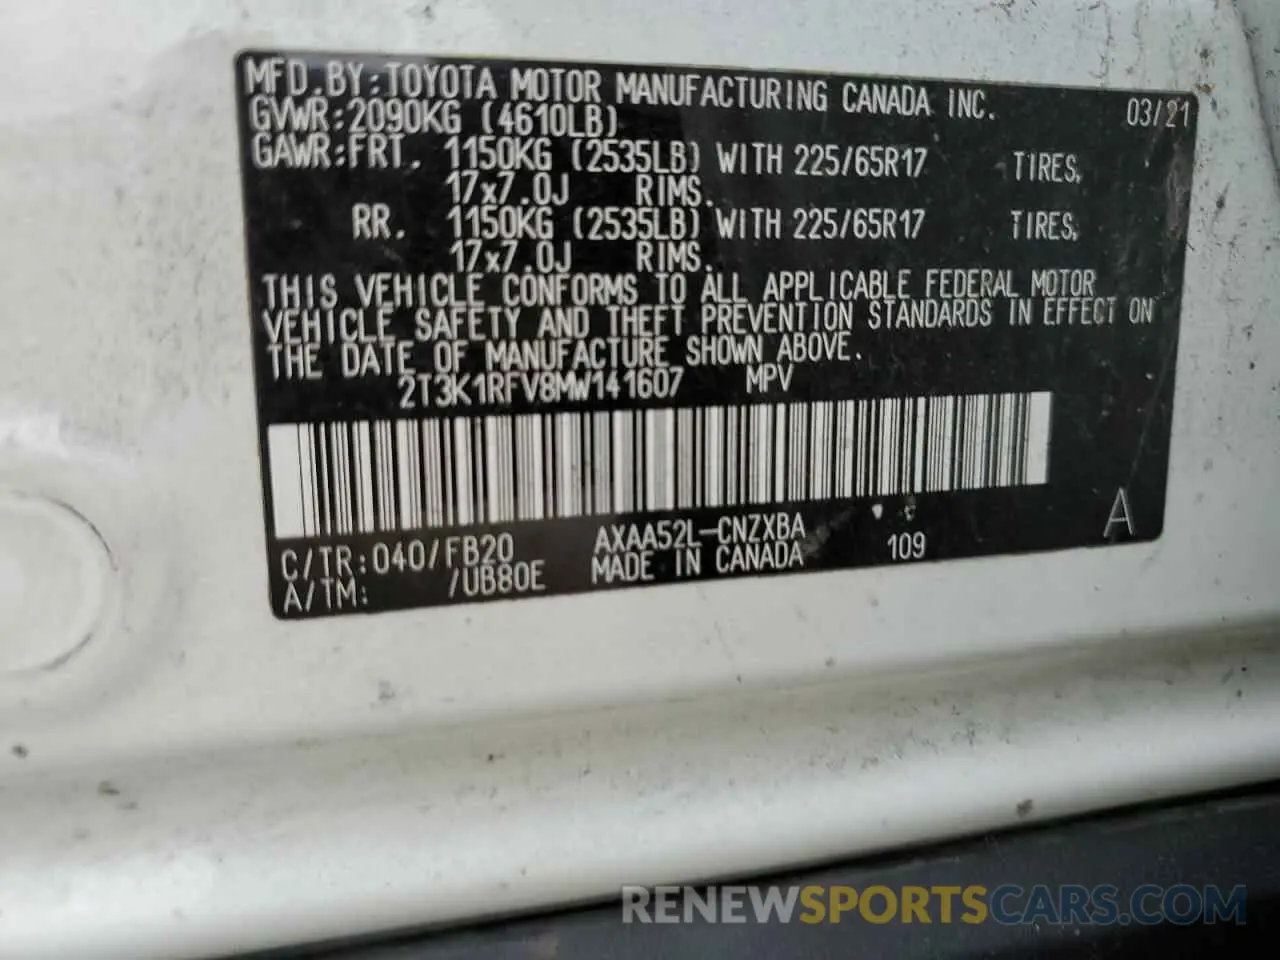 MFD.BY:TOYOTA MOTOR MANUFACTURING CANADA INC. 03/21
GVWR:2090KG (4610LB)
GAWR:FRT. 1150KG (2535LB) WITH 225/65R17 TIRES,
17x7.0J RIMS.
RR. 1150KG (2535LB) WITH 225/65R17 TIRES,
17x7.0J RIMS.
THIS VEHICLE CONFORMS TO ALL APPLICABLE FEDERAL MOTOR
VEHICLE SAFETY AND THEFT PREVENTION STANDARDS IN EFFECT ON
THE DATE OF MANUFACTURE SHOWN ABOVE.
2T3K1RFV8MW141607 MPV
C/TR:040/FB20 AXAA52L-CNZXBA
A/TM: /UB80E MADE IN CANADA 109 A
RENEWSPORTSCARS.COM